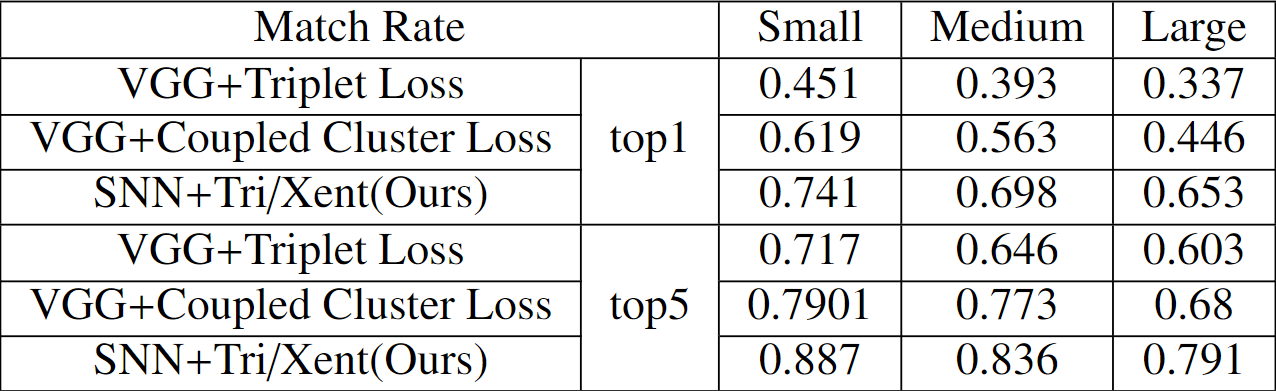 Match Rate Small Medium Large
VGG+Triplet Loss 0.451 0.393 0.337
VGG+Coupled Cluster Loss top1 0.619 0.563 0.446
SNN+Tri/Xent(Ours) 0.741 0.698 0.653
VGG+Triplet Loss 0.717 0.646 0.603
VGG+Coupled Cluster Loss top5 0.7901 0.773 0.68
SNN+Tri/Xent(Ours) 0.887 0.836 0.791